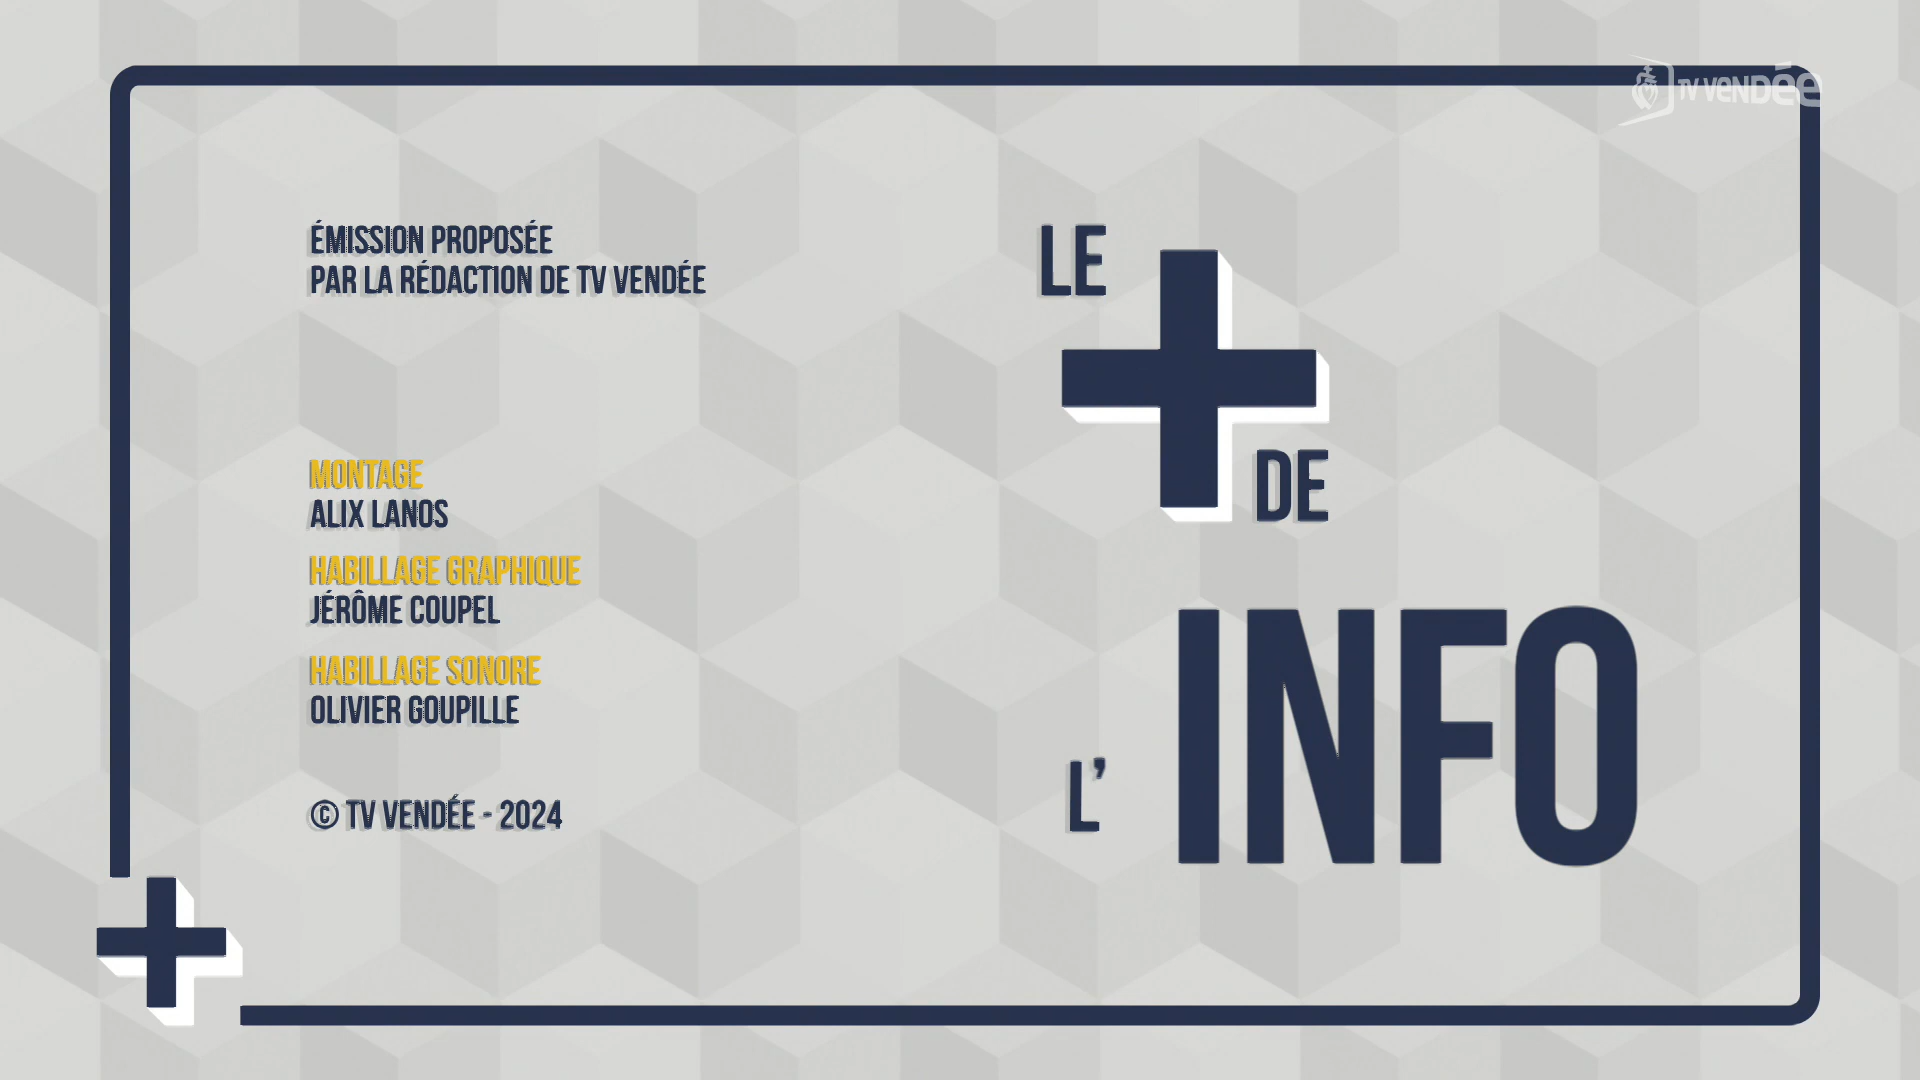 TV VENDÉE
ÉMISSION PROPOSÉE
PAR LA RÉDACTION DE TV VENDÉE
MONTAGE
ALIX LANOS
HABILLAGE GRAPHIQUE
JÉRÔME COUPEL
HABILLAGE SONORE
OLIVIER GOUPILLE
© TV VENDÉE - 2024
LE
+
DE
L’INFO